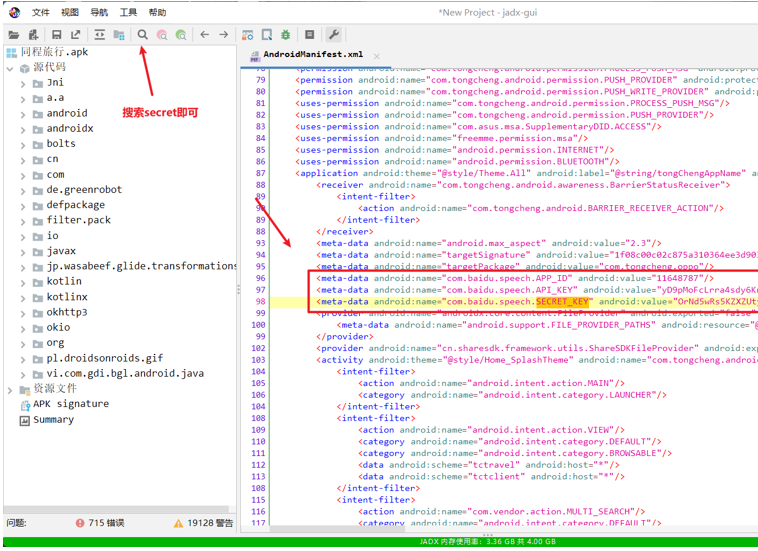 文件 视图 导航 工具 帮助
*New Project - jadx-gui
同程旅行.apk
源代码
Jni
a.a
android
androidx
bolts
cn
com
de.greenrobot
defpackage
filter.pack
io
javax
jp.wasabeef.glide.transformations
kotlin
kotlinx
okhttp3
okio
org
pl.droidsonroids.gif
vi.com.gdi.bgl.android.java
资源文件
APK signature
Summary
搜索secret即可
AndroidManifest.xml
79 <permission android:name="com.tongcheng.android.permission.PUSH_PROVIDER" android:protec
80 <permission android:name="com.tongcheng.android.permission.PUSH_WRITE_PROVIDER" android:p
81 <uses-permission android:name="com.tongcheng.android.permission.PROCESS_PUSH_MSG"/>
82 <uses-permission android:name="com.tongcheng.android.permission.PUSH_PROVIDER"/>
83 <uses-permission android:name="com.asus.msa.SupplementaryDID.ACCESS"/>
84 <uses-permission android:name="freemme.permission.msa"/>
85 <uses-permission android:name="android.permission.INTERNET"/>
86 <uses-permission android:name="android.permission.BLUETOOTH"/>
87 <application android:theme="@style/Theme.All" android:label="@string/tongChengAppName" a
88 <receiver android:name="com.tongcheng.android.awareness.BarrierStatusReceiver">
89 <intent-filter>
90 <action android:name="com.tongcheng.android.BARRIER_RECEIVER_ACTION"/>
89 </intent-filter>
88 </receiver>
93 <meta-data android:name="android.max_aspect" android:value="2.3"/>
94 <meta-data android:name="targetSignature" android:value="1f08c00c02c875a310364ee3d90
95 <meta-data android:name="targetPackage" android:value="com.tongcheng.oppo"/>
96 <meta-data android:name="com.baidu.speech.APP_ID" android:value="11648787"/>
97 <meta-data android:name="com.baidu.speech.API_KEY" android:value="yD9pMoFcLrra4sdy6K
98 <meta-data android:name="com.baidu.speech.SECRET_KEY" android:value="OrNd5wRs5KZXZUt
99 <provider android:name="androidx.core.content.FileProvider" android:exported="false"
100 <meta-data android:name="android.support.FILE_PROVIDER_PATHS" android:resource="@
99 </provider>
102 <provider android:name="cn.sharesdk.framework.utils.ShareSDKFileProvider" android:exp
103 <activity android:theme="@style/Home_SplashTheme" android:name="com.tongcheng.android
104 <intent-filter>
105 <action android:name="android.intent.action.MAIN"/>
106 <category android:name="android.intent.category.LAUNCHER"/>
104 </intent-filter>
108 <intent-filter>
109 <action android:name="android.intent.action.VIEW"/>
110 <category android:name="android.intent.category.DEFAULT"/>
111 <category android:name="android.intent.category.BROWSABLE"/>
112 <data android:scheme="tctravel" android:host="*"/>
113 <data android:scheme="tctclient" android:host="*"/>
108 </intent-filter>
115 <intent-filter>
116 <action android:name="com.vendor.action.MULTI_SEARCH"/>
117 <category android:name="android.intent.category.DEFAULT"/>
问题: 715 错误 19128 警告
JADX 内存使用率: 3.36 GB 共 4.00 GB